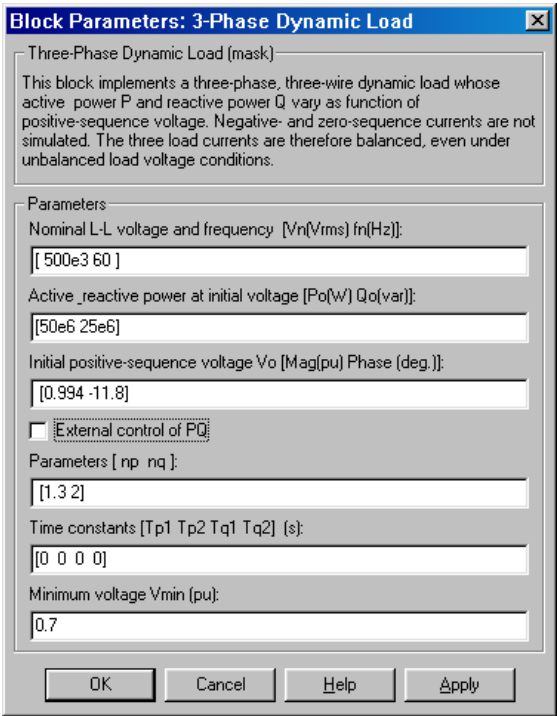 Block Parameters: 3-Phase Dynamic Load
Three-Phase Dynamic Load (mask)
This block implements a three-phase, three-wire dynamic load whose
active power P and reactive power Q vary as function of
positive-sequence voltage. Negative- and zero-sequence currents are not
simulated. The three load currents are therefore balanced, even under
unbalanced load voltage conditions.
Parameters
Nominal L-L voltage and frequency [Vn(Vrms) fn(Hz)]:
[ 500e3 60 ]
Active _reactive power at initial voltage [Po(W) Qo(var)]:
[50e6 25e6]
Initial positive-sequence voltage Vo [Mag(pu) Phase (deg.)]:
[0.994 -11.8]
External control of PQ
Parameters [ np nq ]:
[1.3 2]
Time constants [Tp1 Tp2 Tq1 Tq2] (s):
[0 0 0 0]
Minimum voltage Vmin (pu):
0.7
OK Cancel Help Apply